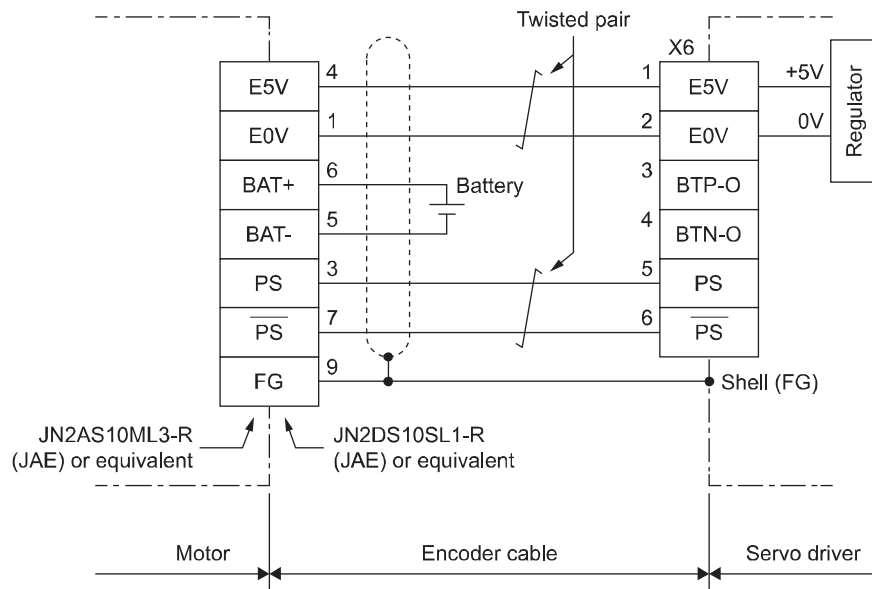 Twisted pair
X6
E5V 4 1 E5V +5V
E0V 1 2 E0V 0V
Regulator
BAT+ 6 Battery 3 BTP-O
BAT- 5 4 BTN-O
PS 3 5 PS
PS 7 6 PS
FG 9 Shell (FG)
JN2AS10ML3-R
(JAE) or equivalent
JN2DS10SL1-R
(JAE) or equivalent
Motor Encoder cable Servo driver